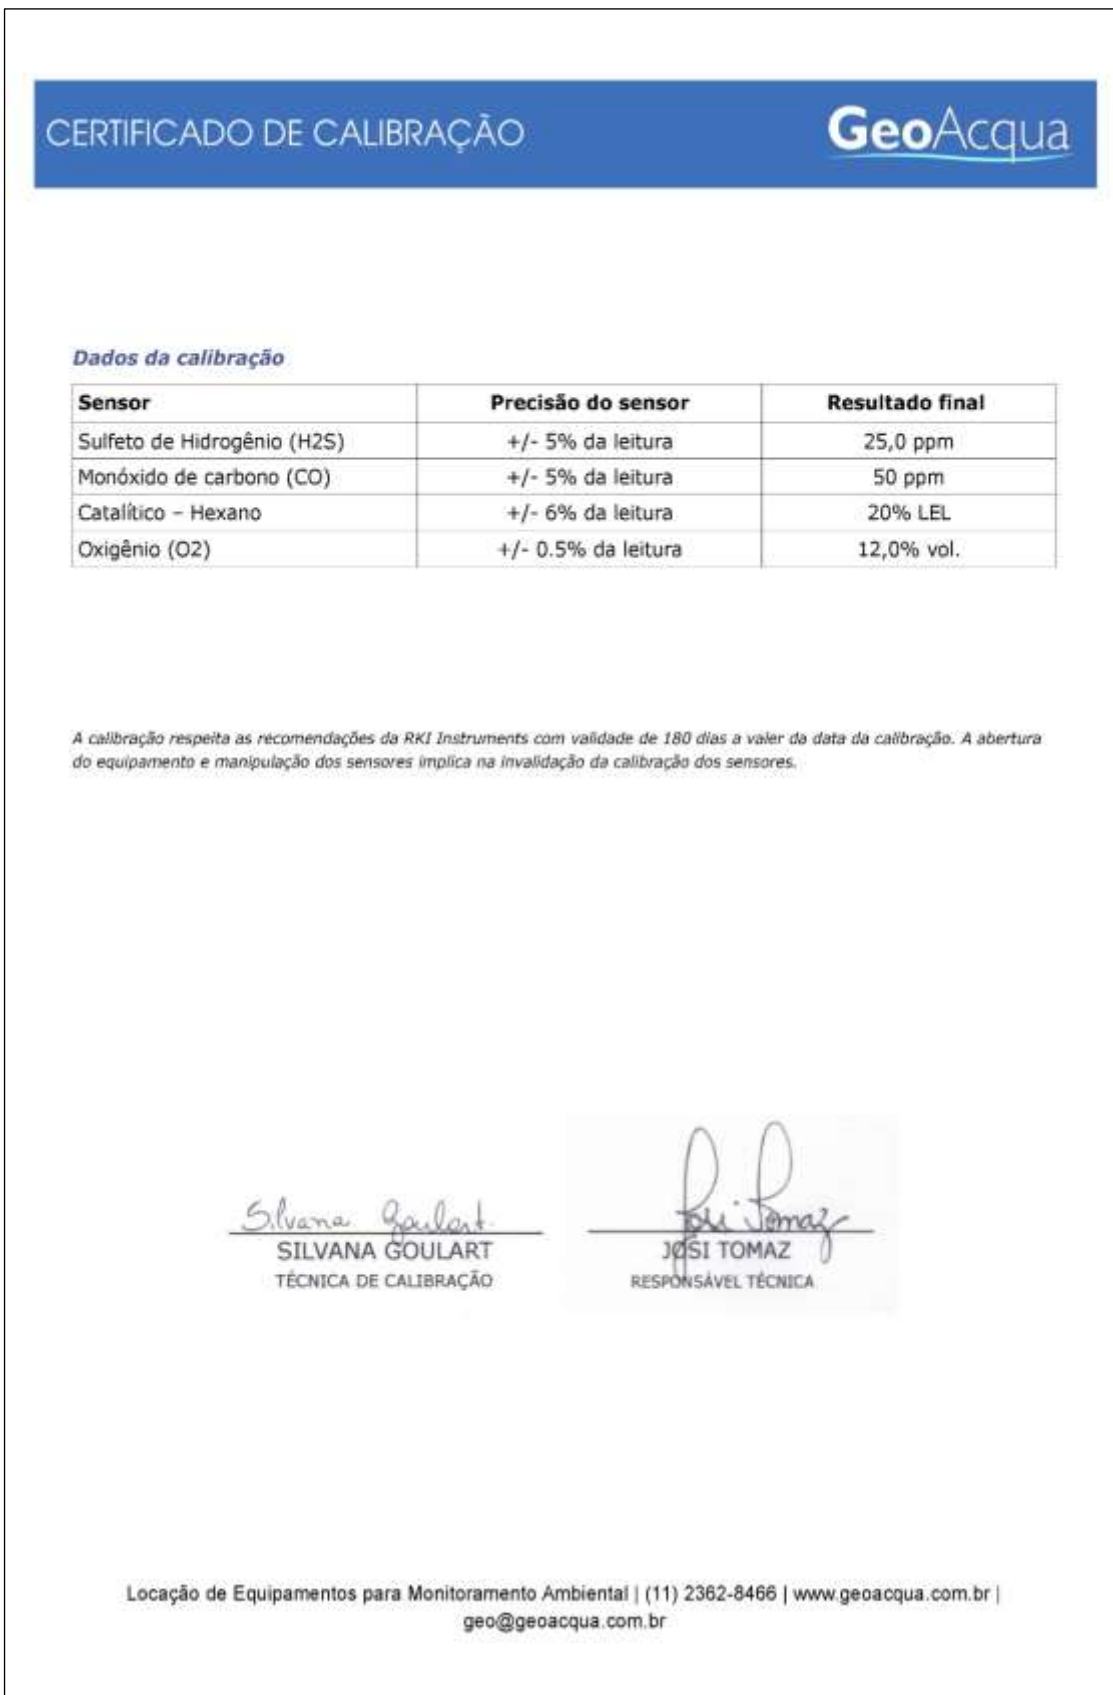 CERTIFICADO DE CALIBRAÇÃO
GeoAcqua
Dados da calibração
Sensor Precisão do sensor Resultado final
Sulfeto de Hidrogênio (H2S) +/- 5% da leitura 25,0 ppm
Monóxido de carbono (CO) +/- 5% da leitura 50 ppm
Catalítico – Hexano +/- 6% da leitura 20% LEL
Oxigênio (O2) +/- 0.5% da leitura 12,0% vol.
A calibração respeita as recomendações da RKI Instruments com validade de 180 dias a valer da data da calibração. A abertura
do equipamento e manipulação dos sensores implica na invalidação da calibração dos sensores.
Silvana Goulart
SILVANA GOULART
TÉCNICA DE CALIBRAÇÃO
Josi Tomaz
JOSI TOMAZ
RESPONSÁVEL TÉCNICA
Locação de Equipamentos para Monitoramento Ambiental | (11) 2362-8466 | www.geoacqua.com.br |
geo@geoacqua.com.br